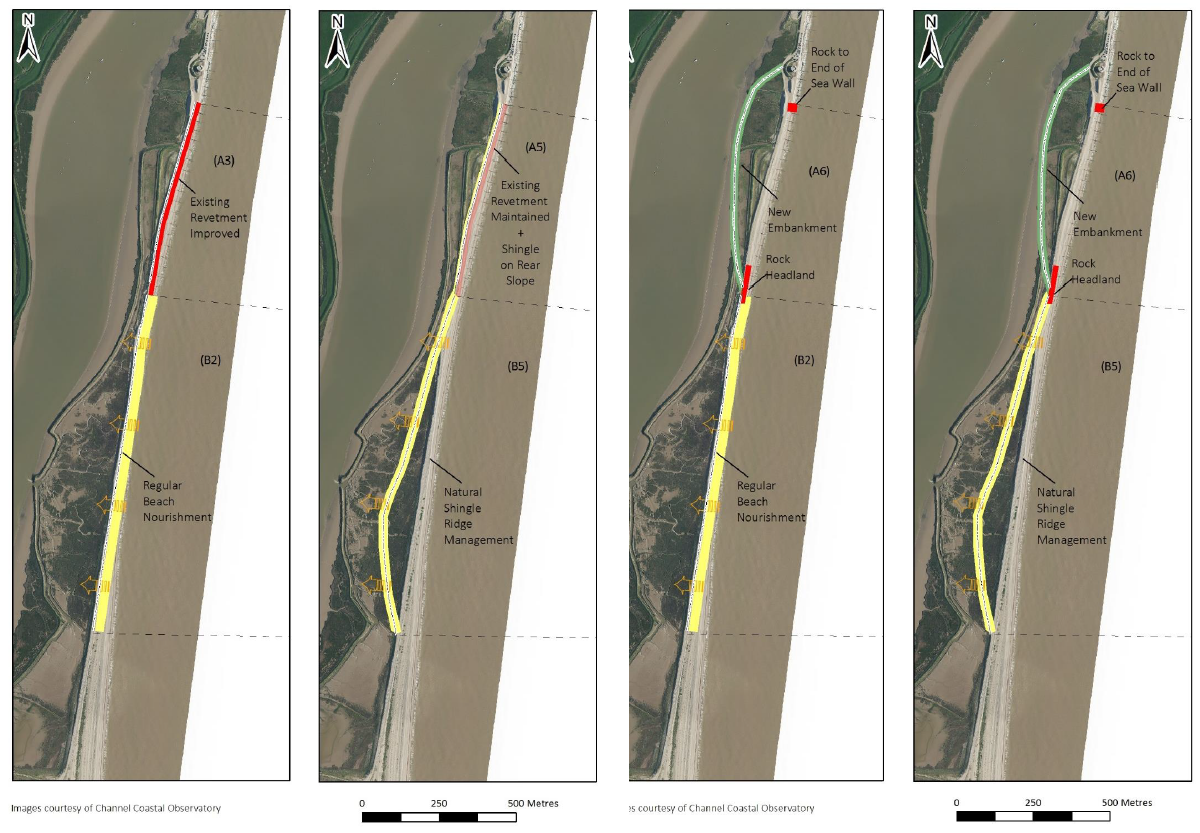 N
(A3)
Existing
Revetment
Improved
(B2)
Regular
Beach
Nourishment
Images courtesy of Channel Coastal Observatory
N
(A5)
Existing
Revetment
Maintained
+
Shingle
on Rear
Slope
(B5)
Natural
Shingle
Ridge
Management
0 250 500 Metres
N
Rock to
End of
Sea Wall
(A6)
New
Embankment
Rock
Headland
(B2)
Regular
Beach
Nourishment
s courtesy of Channel Coastal Observatory
N
Rock to
End of
Sea Wall
(A6)
New
Embankment
Rock
Headland
(B5)
Natural
Shingle
Ridge
Management
0 250 500 Metres